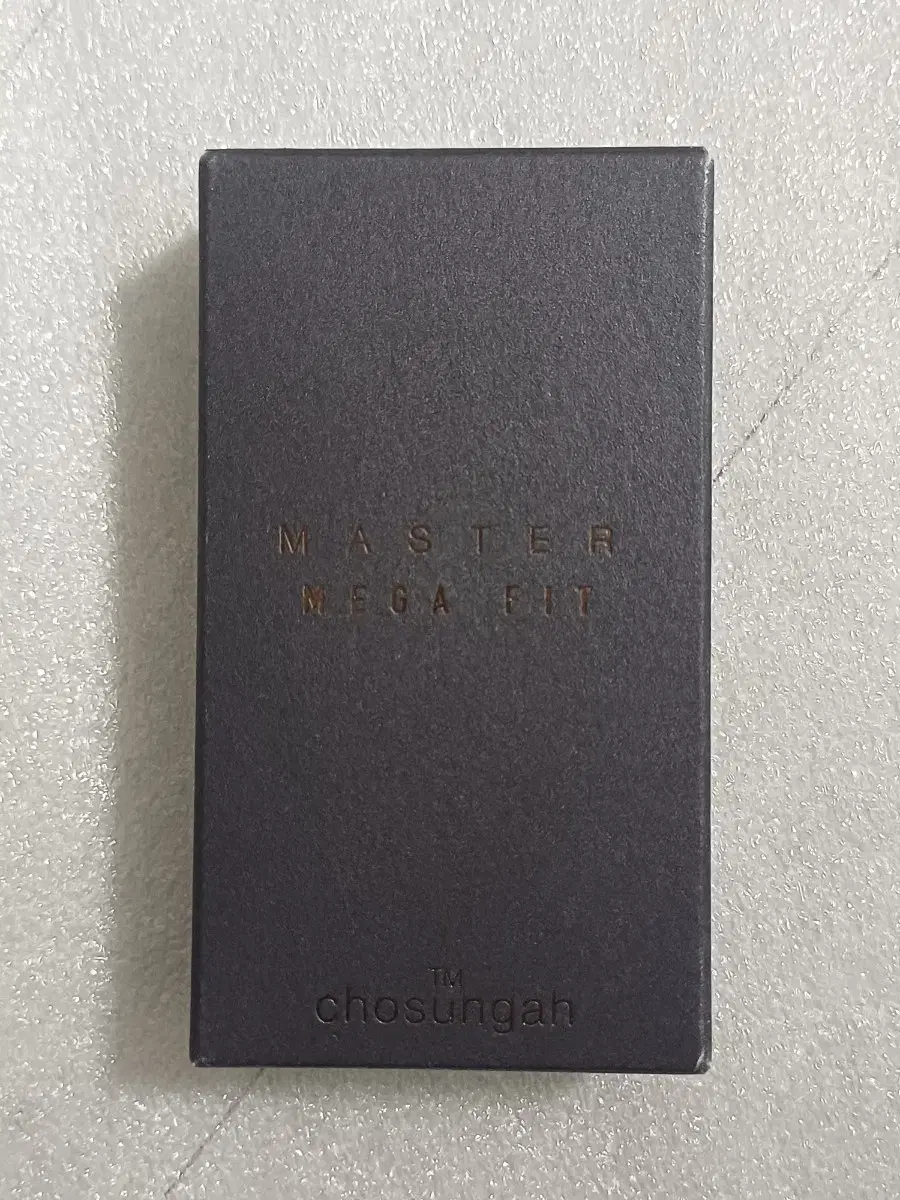 MASTER
MEGA FIT
TM
chosungah